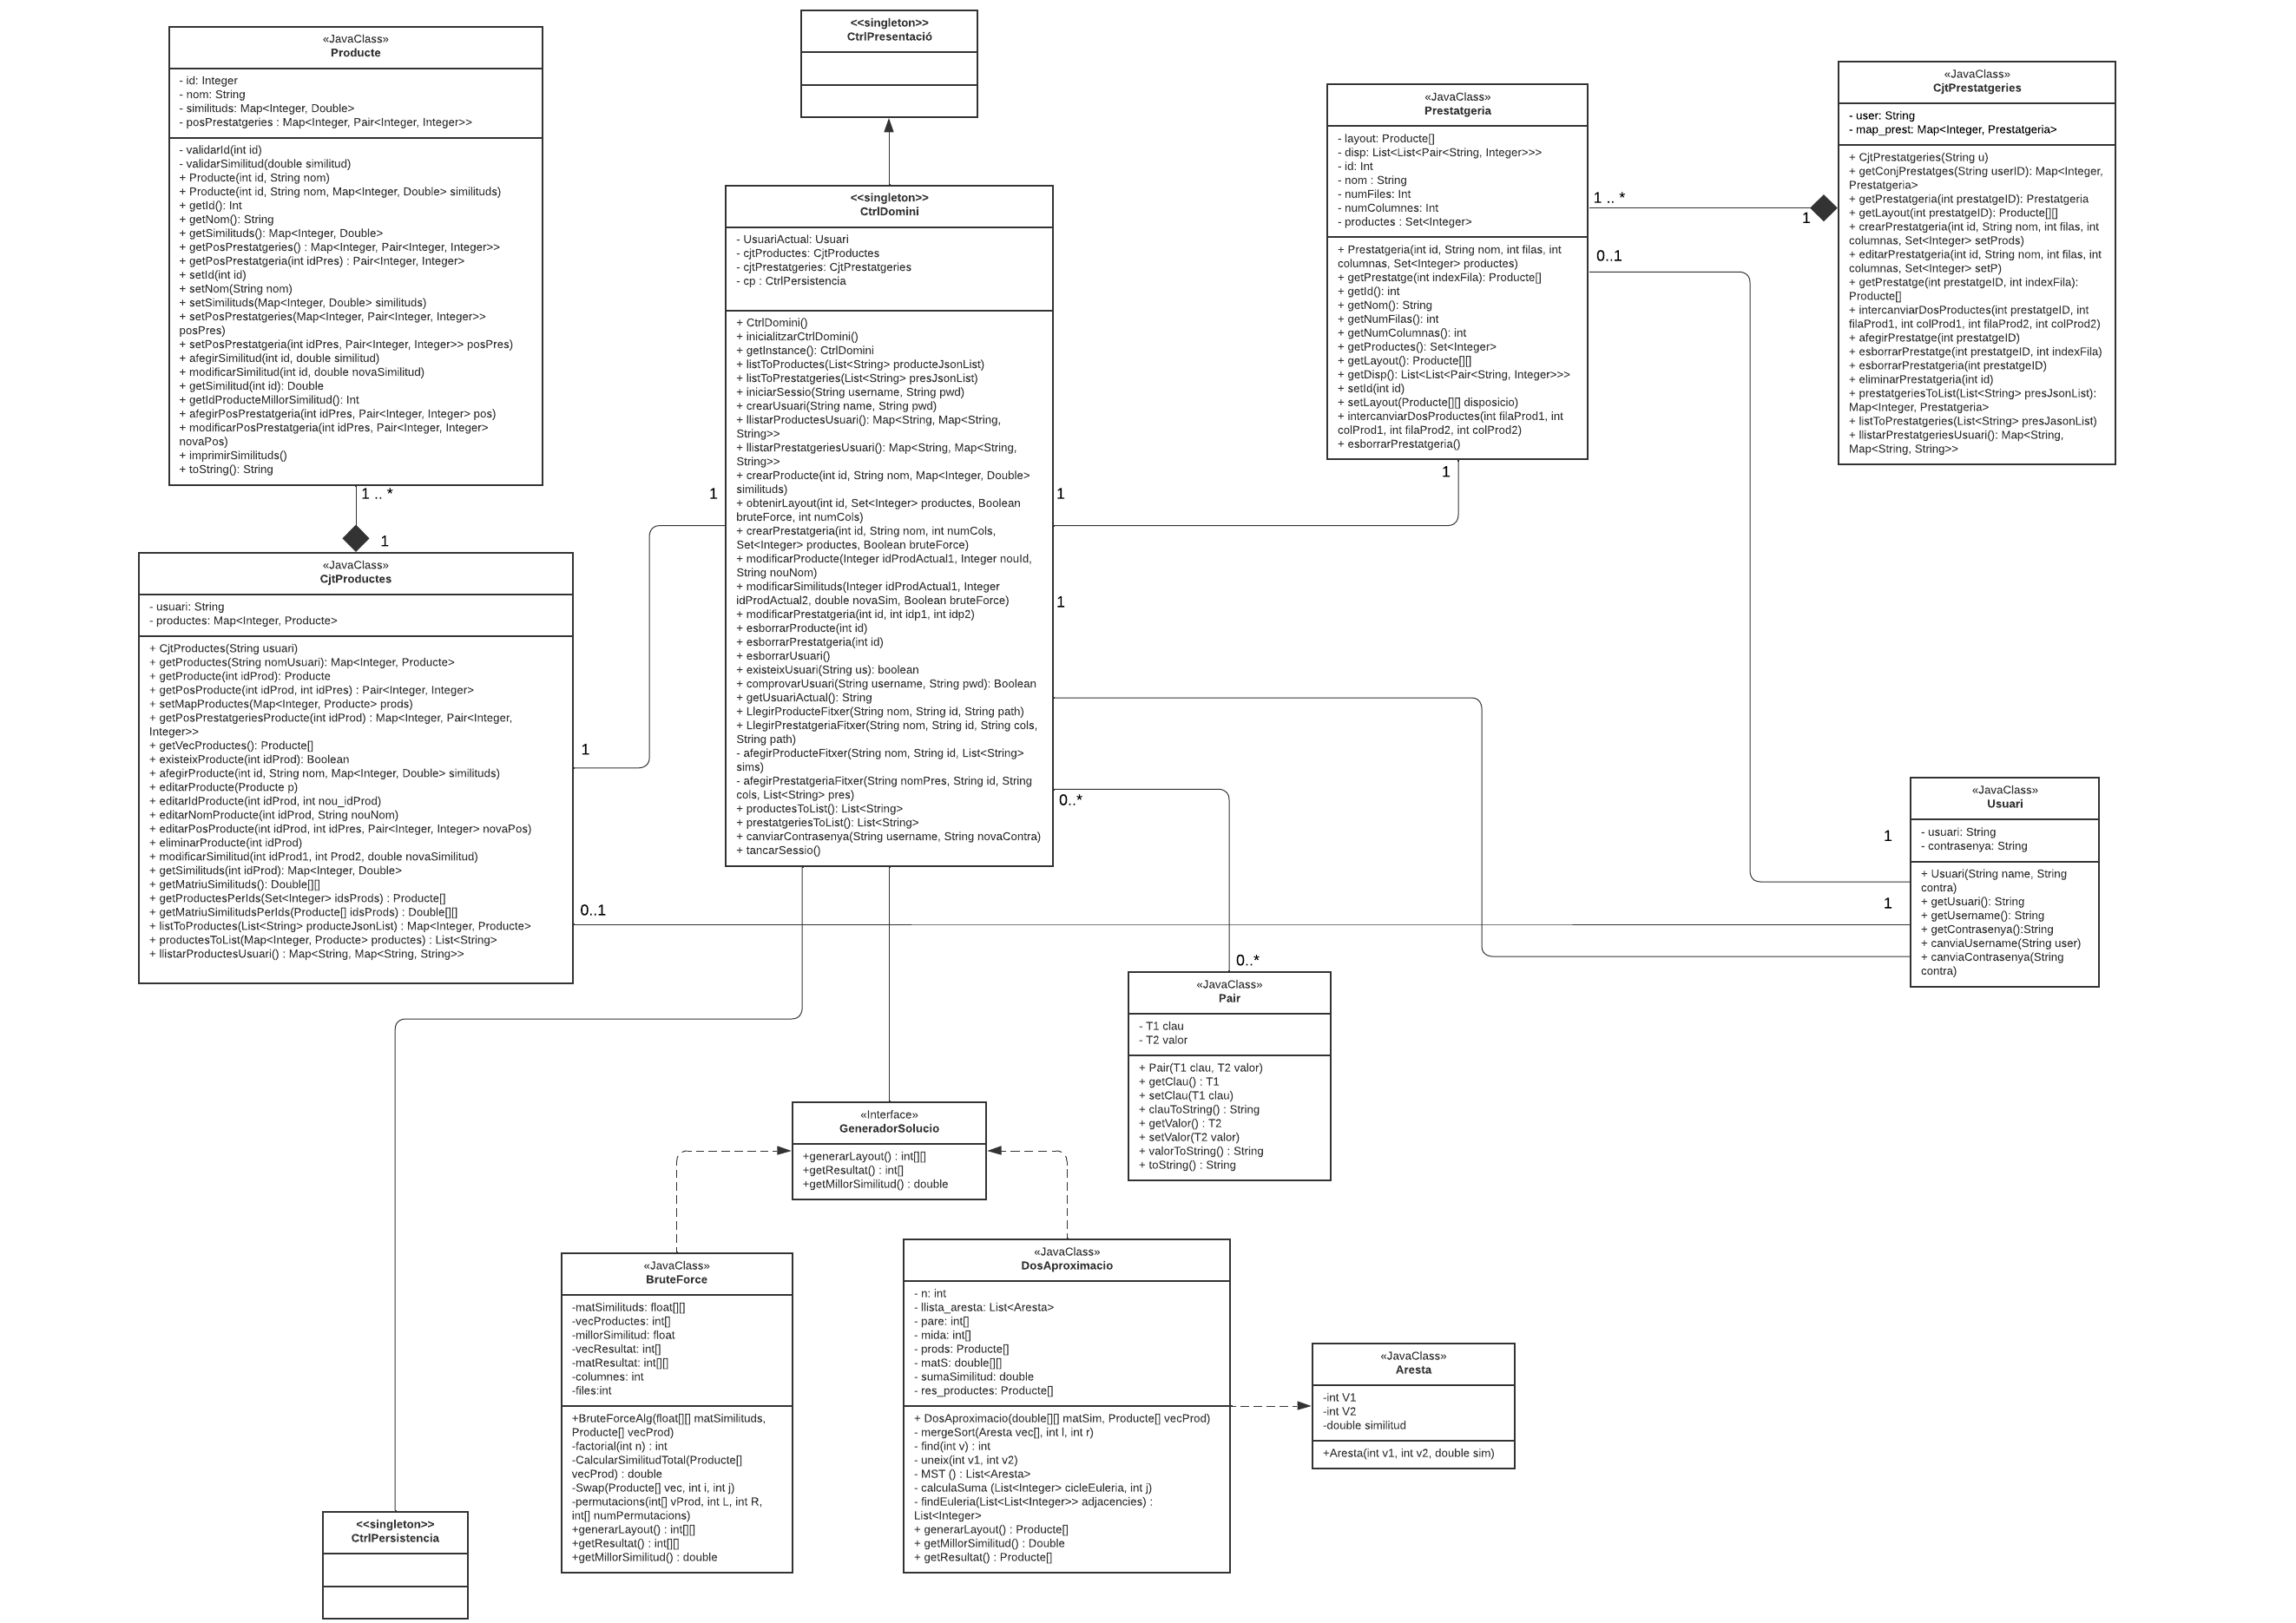 «JavaClass»
Producte
- id: Integer
- nom: String
- similituds: Map<Integer, Double>
- posPrestatges : Map<Integer, Pair<Integer, Integer>>
- validarId(int id)
- validarSimilitud(double similitud)
+ Producte(int id, String nom)
+ Producte(int id, String nom, Map<Integer, Double> similituds)
+ getId(): Int
+ getNom(): String
+ getSimilituds(): Map<Integer, Double>
+ getPosPrestatgeries() : Map<Integer, Pair<Integer, Integer>>
+ getPosPrestatgeria(int idPres) : Pair<Integer, Integer>
+ setId(int id)
+ setNom(String nom)
+ setSimilituds(Map<Integer, Double> similituds)
+ setPosPrestatgeries(Map<Integer, Pair<Integer, Integer>>
posPres)
+ setPosPrestatgeria(int idPres, Pair<Integer, Integer>> posPres)
+ afegirSimilitud(int id, double similitud)
+ modificarSimilitud(int id, double novaSimilitud)
+ getSimilitud(int id): Double
+ getIdProducteMillorSimilitud(): Int
+ afegirPosPrestatgeria(int idPres, Pair<Integer, Integer> pos)
+ modificarPosPrestatgeria(int idPres, Pair<Integer, Integer>
novaPos)
+ imprimirSimilituds()
+ toString(): String
1 .. *
1
«JavaClass»
CjtProductes
- usuari: String
- productes: Map<Integer, Producte>
+ CjtProductes(String usuari)
+ getProductes(String nomUsuari): Map<Integer, Producte>
+ getProducte(int idProd): Producte
+ getPosProducte(int idProd, int idPres) : Pair<Integer, Integer>
+ setMapProductes(Map<Integer, Producte> prods)
+ getPosPrestatgeriesProducte(int idProd) : Map<Integer, Pair<Integer,
Integer>>
+ getVecProductes(): Producte[]
+ existeixProducte(int idProd): Boolean
+ afegirProducte(int id, String nom, Map<Integer, Double> similituds)
+ editarProducte(Producte p)
+ editarIdProducte(int idProd, int nou_idProd)
+ editarNomProducte(int idProd, String nouNom)
+ editarPosProducte(int idProd, int idPres, Pair<Integer, Integer> novaPos)
+ eliminarProducte(int idProd)
+ modificarSimilitud(int idProd1, int Prod2, double novaSimilitud)
+ getSimilituds(int idProd): Map<Integer, Double>
+ getMatriuSimilituds(): Double[][]
+ getProductesPerIds(Set<Integer> idsProds) : Producte[]
+ getMatriuSimilitudsPerIds(Producte[] idsProds) : Double[][]
+ listToProductes(List<String> producteJsonList) : Map<Integer, Producte>
+ productesToList(Map<Integer, Producte> productes) : List<String>
+ llistarProductesUsuari() : Map<String, Map<String, String>>
1
0..1
<<singleton>>
CtrlPresentació
<<singleton>>
CtrlDomini
- UsuariActual: Usuari
- cjtProductes: CjtProductes
- cjtPrestatgeries: CjtPrestatgeries
- cp : CtrlPersistencia
+ CtrlDomini()
+ inicialitzarCtrlDomini()
+ getInstance(): CtrlDomini
+ listToProductes(List<String> producteJsonList)
+ listToPrestatgeries(List<String> presJsonList)
+ iniciarSessio(String username, String pwd)
+ crearUsuari(String name, String pwd)
+ llistarProductesUsuari(): Map<String, Map<String,
String>>
+ llistarPrestatgeriesUsuari(): Map<String, Map<String,
String>>
+ crearProducte(int id, String nom, Map<Integer, Double>
similituds)
+ obtenirLayout(int id, Set<Integer> productes, Boolean
bruteForce, int numCols)
+ crearPrestatgeria(int id, String nom, int numCols,
Set<Integer> productes, Boolean bruteForce)
+ modificarProducte(Integer idProdActual1, Integer nouId,
String nouNom)
+ modificarSimilituds(Integer idProdActual1, Integer
idProdActual2, double novaSim, Boolean bruteForce)
+ modificarPrestatgeria(int id, int idp1, int idp2)
+ esborrarProducte(int id)
+ esborrarPrestatgeria(int id)
+ esborrarUsuari()
+ existeixUsuari(String us): boolean
+ comprovarUsuari(String username, String pwd): Boolean
+ getUsuariActual(): String
+ LlegirProducteFitxer(String nom, String id, String path)
+ LlegirPrestatgeriaFitxer(String nom, String id, String cols,
String path)
- afegirProducteFitxer(String nom, String id, List<String>
sims)
- afegirPrestatgeriaFitxer(String nomPres, String id, String
cols, List<String> pres)
+ productesToList(): List<String>
+ prestatgeriesToList(): List<String>
+ canviarContrasenya(String username, String novaContra)
+ tancarSessio()
1
1
1
0..*
«JavaClass»
Prestatgeria
- layout: Producte[]
- disp: List<List<Pair<String, Integer>>>
- id: Int
- nom : String
- numFiles: Int
- numColumnes: Int
- productes : Set<Integer>
+ Prestatgeria(int id, String nom, int filas, int
columnas, Set<Integer> productes)
+ getPrestatge(int indexFila): Producte[]
+ getId(): int
+ getNom(): String
+ getNumFilas(): int
+ getNumColumnas(): int
+ getProductes(): Set<Integer>
+ getLayout(): Producte[][]
+ getDisp(): List<List<Pair<String, Integer>>>
+ setId(int id)
+ setLayout(Producte[][] disposicio)
+ intercanviarDosProductes(int filaProd1, int
colProd1, int filaProd2, int colProd2)
+ esborrarPrestatgeria()
1
1 .. *
1
0..1
«JavaClass»
CjtPrestatgeries
- user: String
- map_prest: Map<Integer, Prestatgeria>
+ CjtPrestatgeries(String u)
+ getConjPrestatges(String userID): Map<Integer,
Prestatgeria>
+ getPrestatgeria(int prestatgeID): Prestatgeria
+ getLayout(int prestatgeID): Producte[][]
+ crearPrestatgeria(int id, String nom, int filas, int
columnas, Set<Integer> setProds)
+ editarPrestatgeria(int id, String nom, int filas, int
columnas, Set<Integer> setP)
+ getPrestatge(int prestatgeID, int indexFila):
Producte[]
+ intercanviarDosProductes(int prestatgeID, int
filaProd1, int colProd1, int filaProd2, int colProd2)
+ afegirPrestatge(int prestatgeID)
+ esborrarPrestatge(int prestatgeID, int indexFila)
+ esborrarPrestatgeria(int prestatgeID)
+ eliminarPrestatgeria(int id)
+ prestatgeriesToList(List<String> presJsonList):
Map<Integer, Prestatgeria>
+ listToPrestatgeries(List<String> presJasonList)
+ llistarPrestatgeriesUsuari(): Map<String,
Map<String, String>>
1
1
«JavaClass»
Usuari
- usuari: String
- contrasenya: String
+ Usuari(String name, String
contra)
+ getUsuari(): String
+ getUsername(): String
+ getContrasenya():String
+ canviaUsername(String user)
+ canviaContrasenya(String
contra)
0..*
«JavaClass»
Pair
- T1 clau
- T2 valor
+ Pair(T1 clau, T2 valor)
+ getClau() : T1
+ setClau(T1 clau)
+ clauToString() : String
+ getValor() : T2
+ setValor(T2 valor)
+ valorToString() : String
+ toString() : String
«Interface»
GeneradorSolucio
+generarLayout() : int[][]
+getResultat() : int[]
+getMillorSimilitud() : double
«JavaClass»
BruteForce
-matSimilituds: float[][]
-vecProductes: int[]
-millorSimilitud: float
-vecResultat: int[]
-matResultat: int[][]
-columnes: int
-files:int
+BruteForceAlg(float[][] matSimilituds,
Producte[] vecProd)
-factorial(int n) : int
-CalcularSimilitudTotal(Producte[]
vecProd) : double
-Swap(Producte[] vec, int i, int j)
-permutacions(int[] vProd, int L, int R,
int[] numPermutacions)
+generarLayout() : int[][]
+getResultat() : int[][]
+getMillorSimilitud() : double
«JavaClass»
DosAproximacio
- n: int
- llista_aresta: List<Aresta>
- pare: int[]
- mida: int[]
- prods: Producte[]
- matS: double[][]
- sumaSimilitud: double
- res_productes: Producte[]
+ DosAproximacio(double[][] matSim, Producte[] vecProd)
- mergeSort(Aresta vec[], int l, int r)
- find(int v) : int
- uneix(int v1, int v2)
- MST () : List<Aresta>
- calculaSuma (List<Integer> cicleEuleria, int j)
- findEuleria(List<List<Integer>> adjacencies) :
List<Integer>
+ generarLayout() : Producte[]
+ getMillorSimilitud() : Double
+ getResultat() : Producte[]
«JavaClass»
Aresta
-int V1
-int V2
-double similitud
+Aresta(int v1, int v2, double sim)
<<singleton>>
CtrlPersistencia